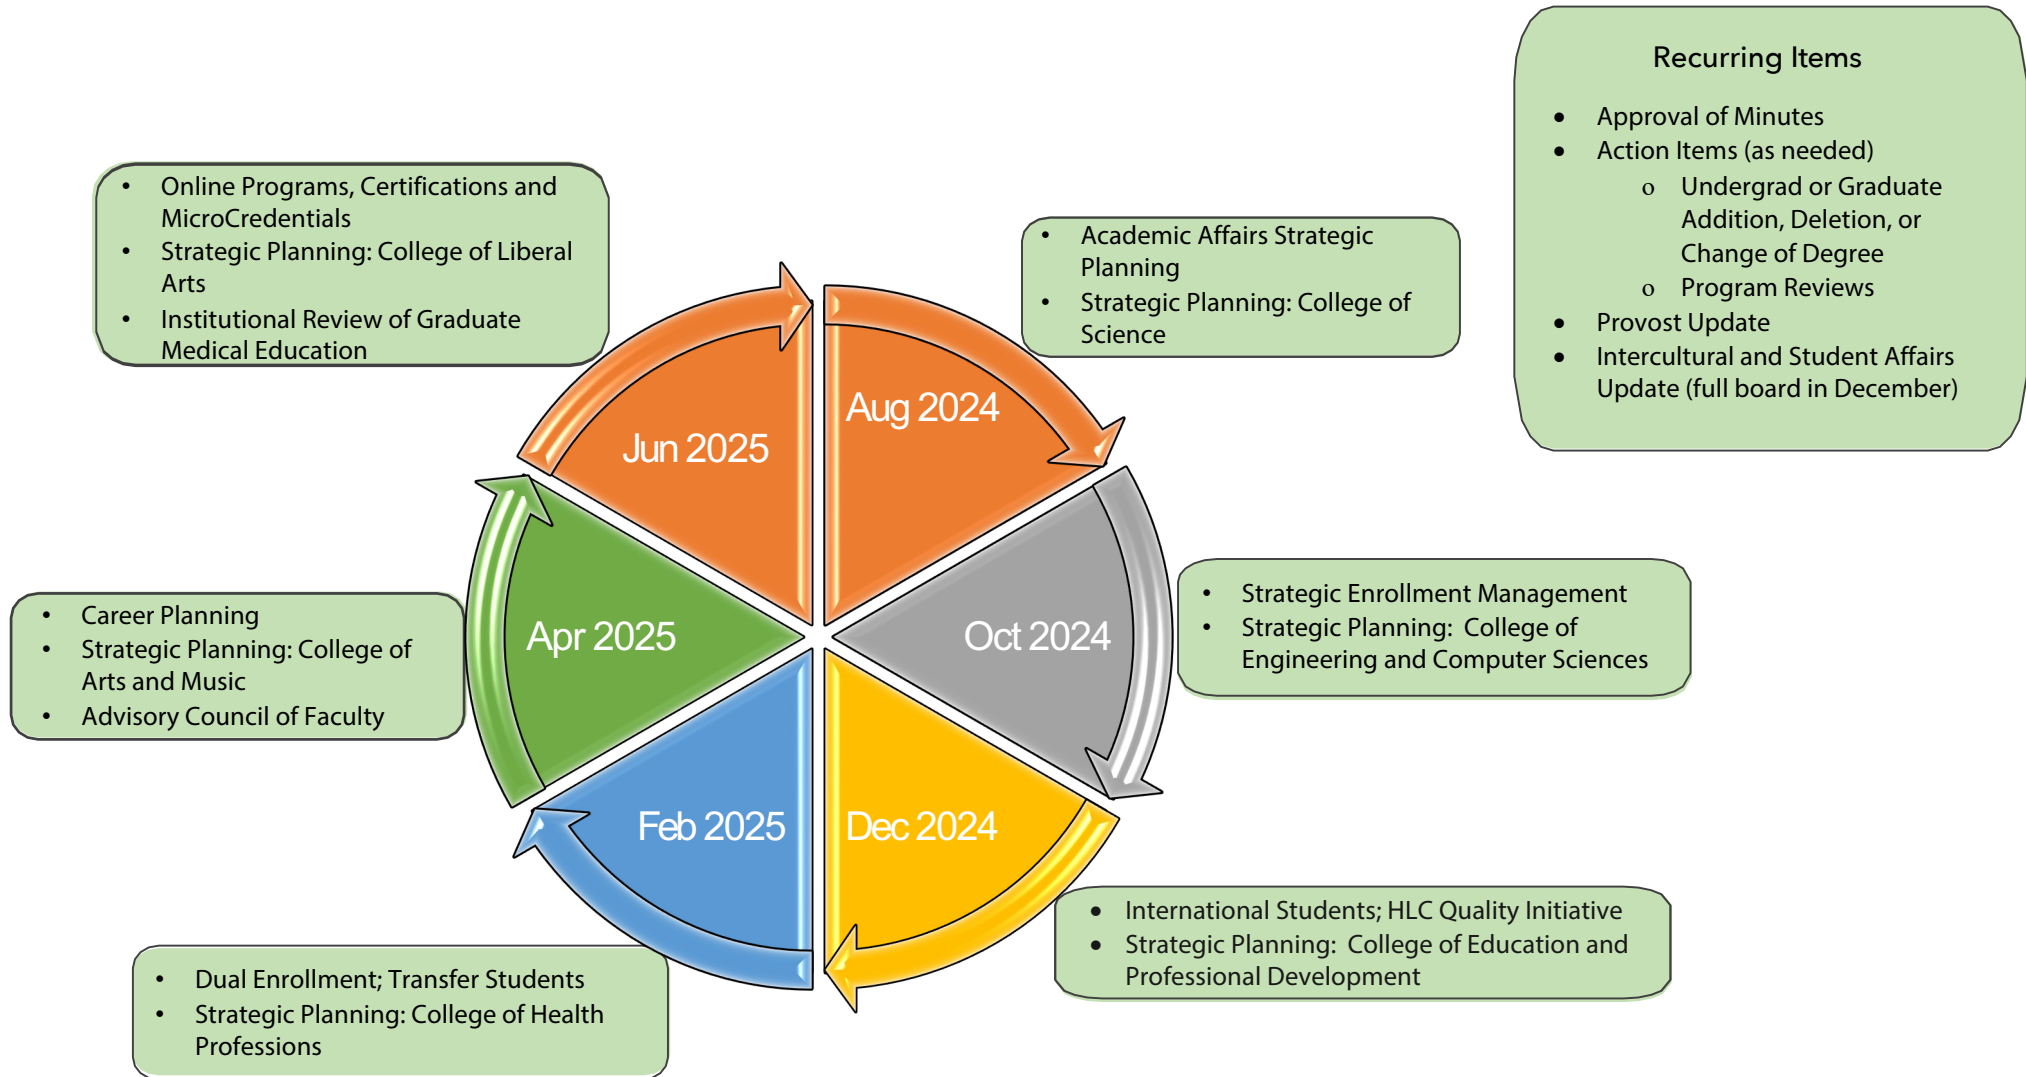 Recurring Items
• Approval of Minutes
• Action Items (as needed)
o Undergrad or Graduate
Addition, Deletion, or
Change of Degree
o Program Reviews
• Provost Update
• Intercultural and Student Affairs
Update (full board in December)
• Online Programs, Certifications and
MicroCredentials
• Strategic Planning: College of Liberal
Arts
• Institutional Review of Graduate
Medical Education
• Academic Affairs Strategic
Planning
• Strategic Planning: College of
Science
Jun 2025
Aug 2024
• Career Planning
• Strategic Planning: College of
Arts and Music
• Advisory Council of Faculty
Apr 2025
Oct 2024
• Strategic Enrollment Management
• Strategic Planning: College of
Engineering and Computer Sciences
Feb 2025
Dec 2024
• Dual Enrollment; Transfer Students
• Strategic Planning: College of Health
Professions
• International Students; HLC Quality Initiative
• Strategic Planning: College of Education and
Professional Development